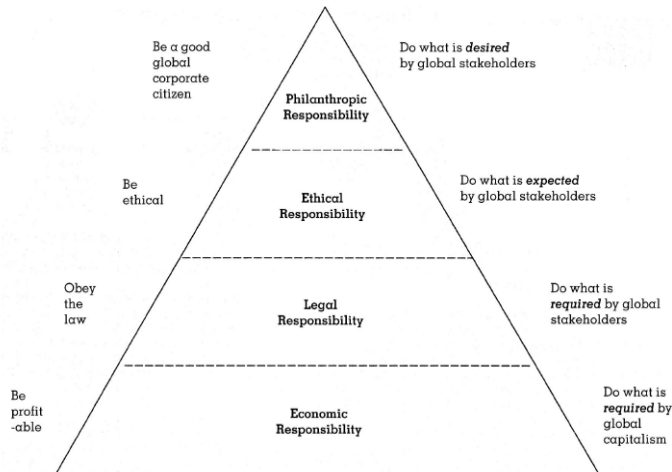 Be a good
global
corporate
citizen
Philanthropic
Responsibility
Do what is desired
by global stakeholders
Be
ethical
Ethical
Responsibility
Do what is expected
by global stakeholders
Obey
the
law
Legal
Responsibility
Do what is
required by global
stakeholders
Be
profit
-able
Economic
Responsibility
Do what is
required by
global
capitalism